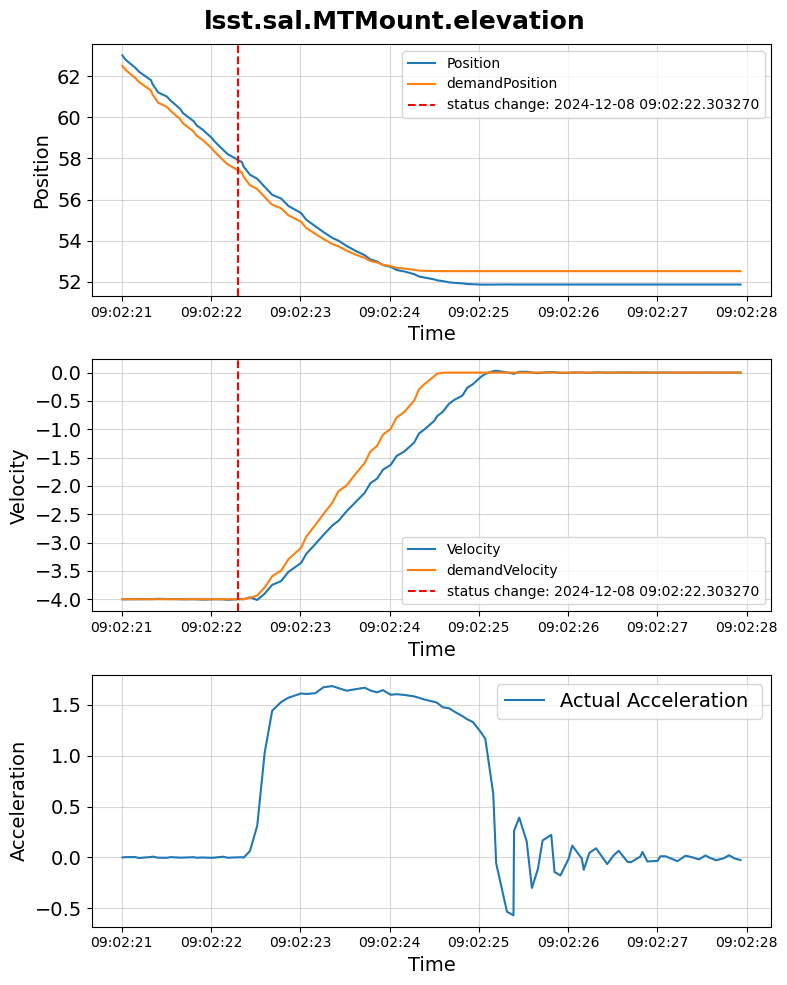 lsst.sal.MTMount.elevation
Position
62
60
58
56
54
52
Position
demandPosition
status change: 2024-12-08 09:02:22.303270
09:02:21 09:02:22 09:02:23 09:02:24 09:02:25 09:02:26 09:02:27 09:02:28
Time
Velocity
0.0
−0.5
−1.0
−1.5
−2.0
−2.5
−3.0
−3.5
−4.0
Velocity
demandVelocity
status change: 2024-12-08 09:02:22.303270
09:02:21 09:02:22 09:02:23 09:02:24 09:02:25 09:02:26 09:02:27 09:02:28
Time
Acceleration
1.5
1.0
0.5
0.0
−0.5
Actual Acceleration
09:02:21 09:02:22 09:02:23 09:02:24 09:02:25 09:02:26 09:02:27 09:02:28
Time